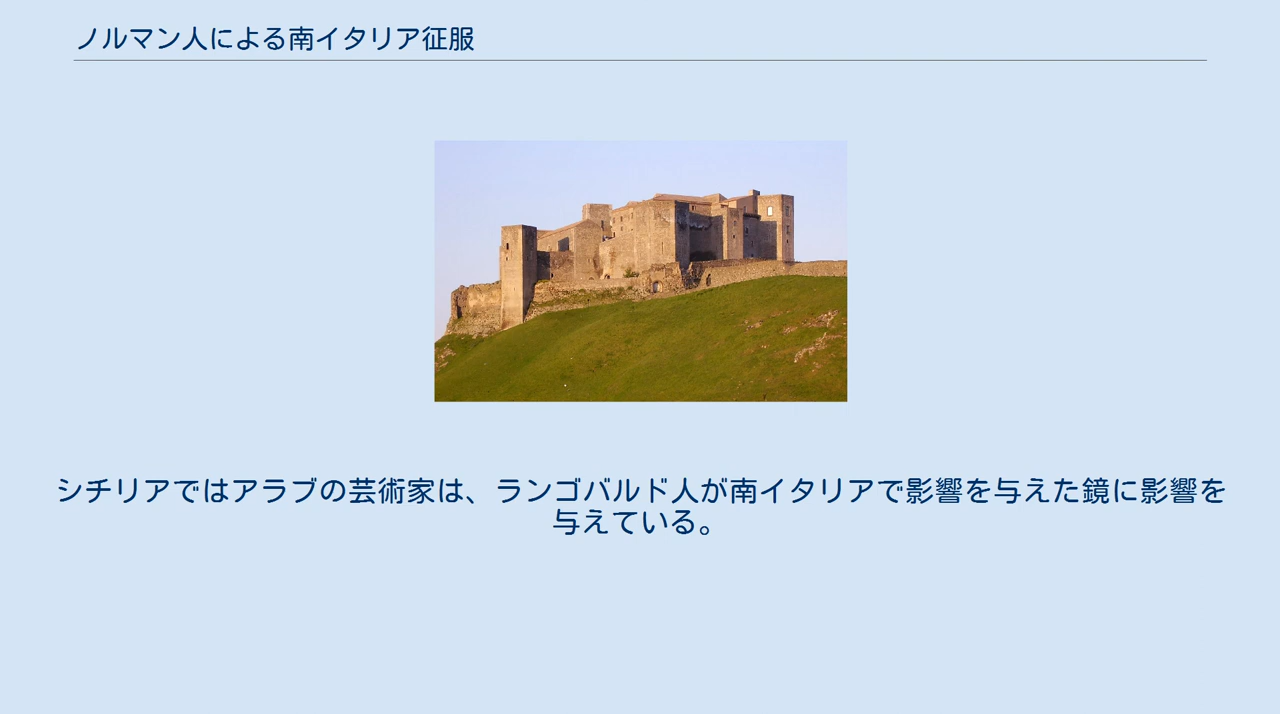 ノルマン人による南イタリア征服
シチリアではアラブの芸術家は、ランゴバルド人が南イタリアで影響を与えた鏡に影響を
与えている。